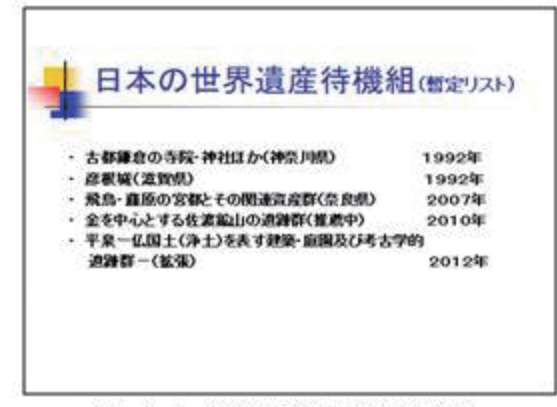 日本の世界遺産待機組(暫定リスト)
・ 古都鎌倉の寺院・神社ほか(神奈川県) 1992年
・ 彦根城(滋賀県) 1992年
・ 飛鳥・藤原の宮都とその関連資産群(奈良県) 2007年
・ 金を中心とする佐渡鉱山の遺跡群(推薦中) 2010年
・ 平泉－仏国土(浄土)を表す建築・庭園及び考古学的
遺跡群－(拡張) 2012年